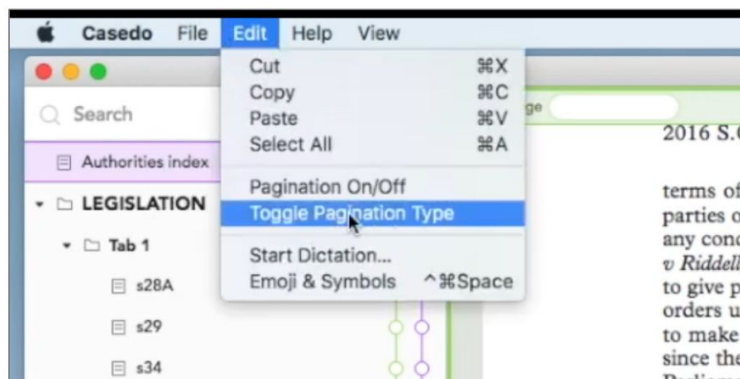 Casedo File Edit Help View
Cut ⌘X
Copy ⌘C
Paste ⌘V
Select All ⌘A
Pagination On/Off
Toggle Pagination Type
Start Dictation...
Emoji & Symbols ^⌘Space
Search
Authorities index
LEGISLATION
Tab 1
s28A
s29
s34
ge
2016 S.
terms of
parties o
any cond
v Riddell
to give p
orders u
to make
since the